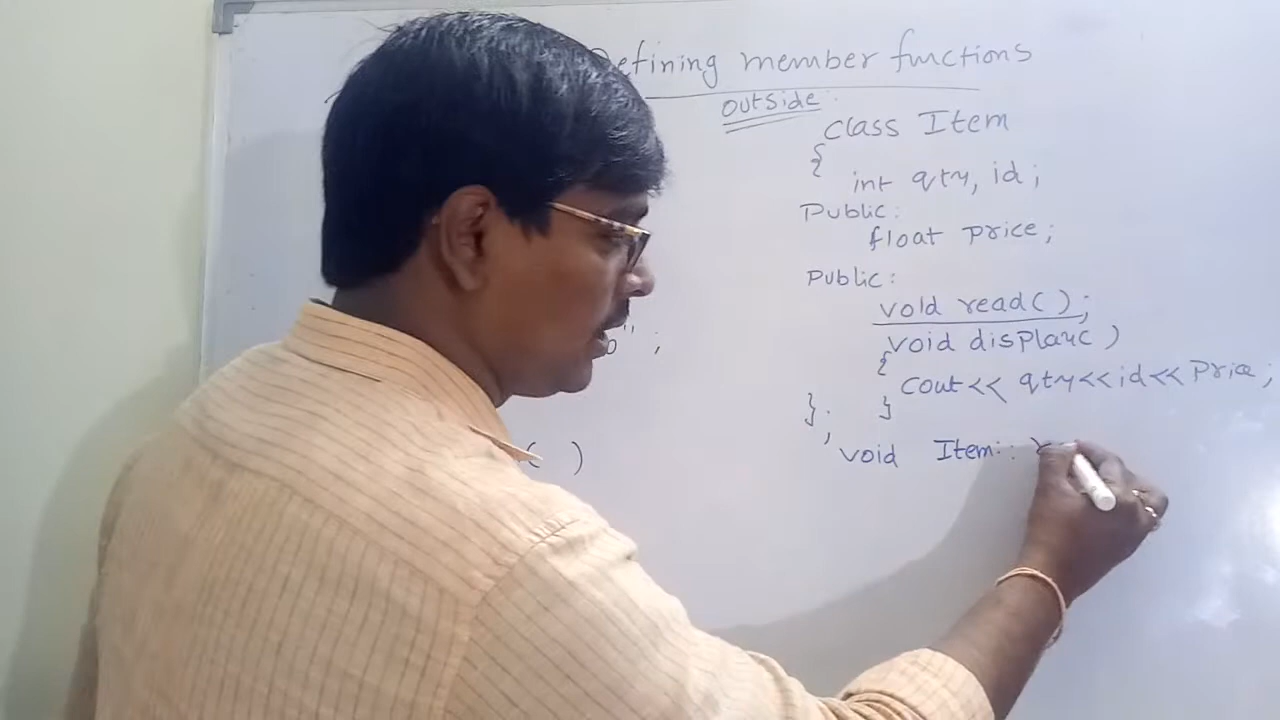 efining member functions
outside:
class Item
{
int qty, id;
Public:
float price;
Public:
void read( );
void display( )
{
cout<< qty<<id<< Price;
}
};
" ;
( )
void Item::